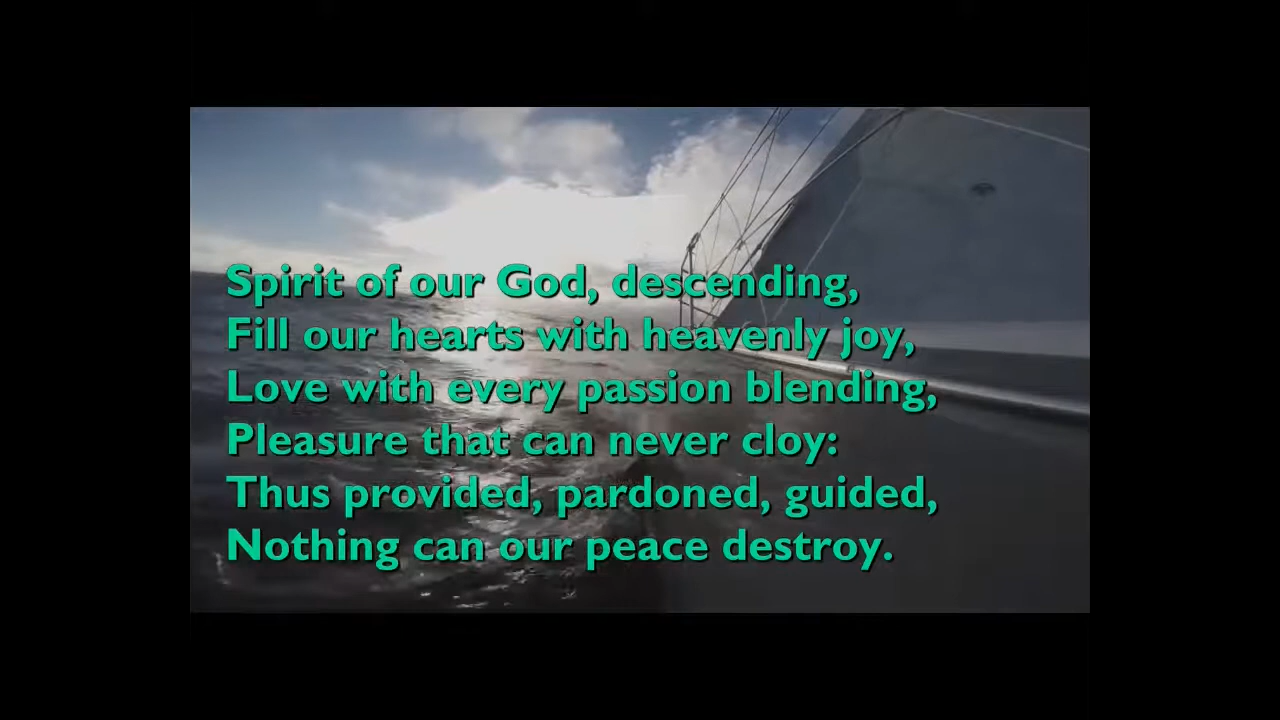 Spirit of our God, descending,
Fill our hearts with heavenly joy,
Love with every passion blending,
Pleasure that can never cloy:
Thus provided, pardoned, guided,
Nothing can our peace destroy.